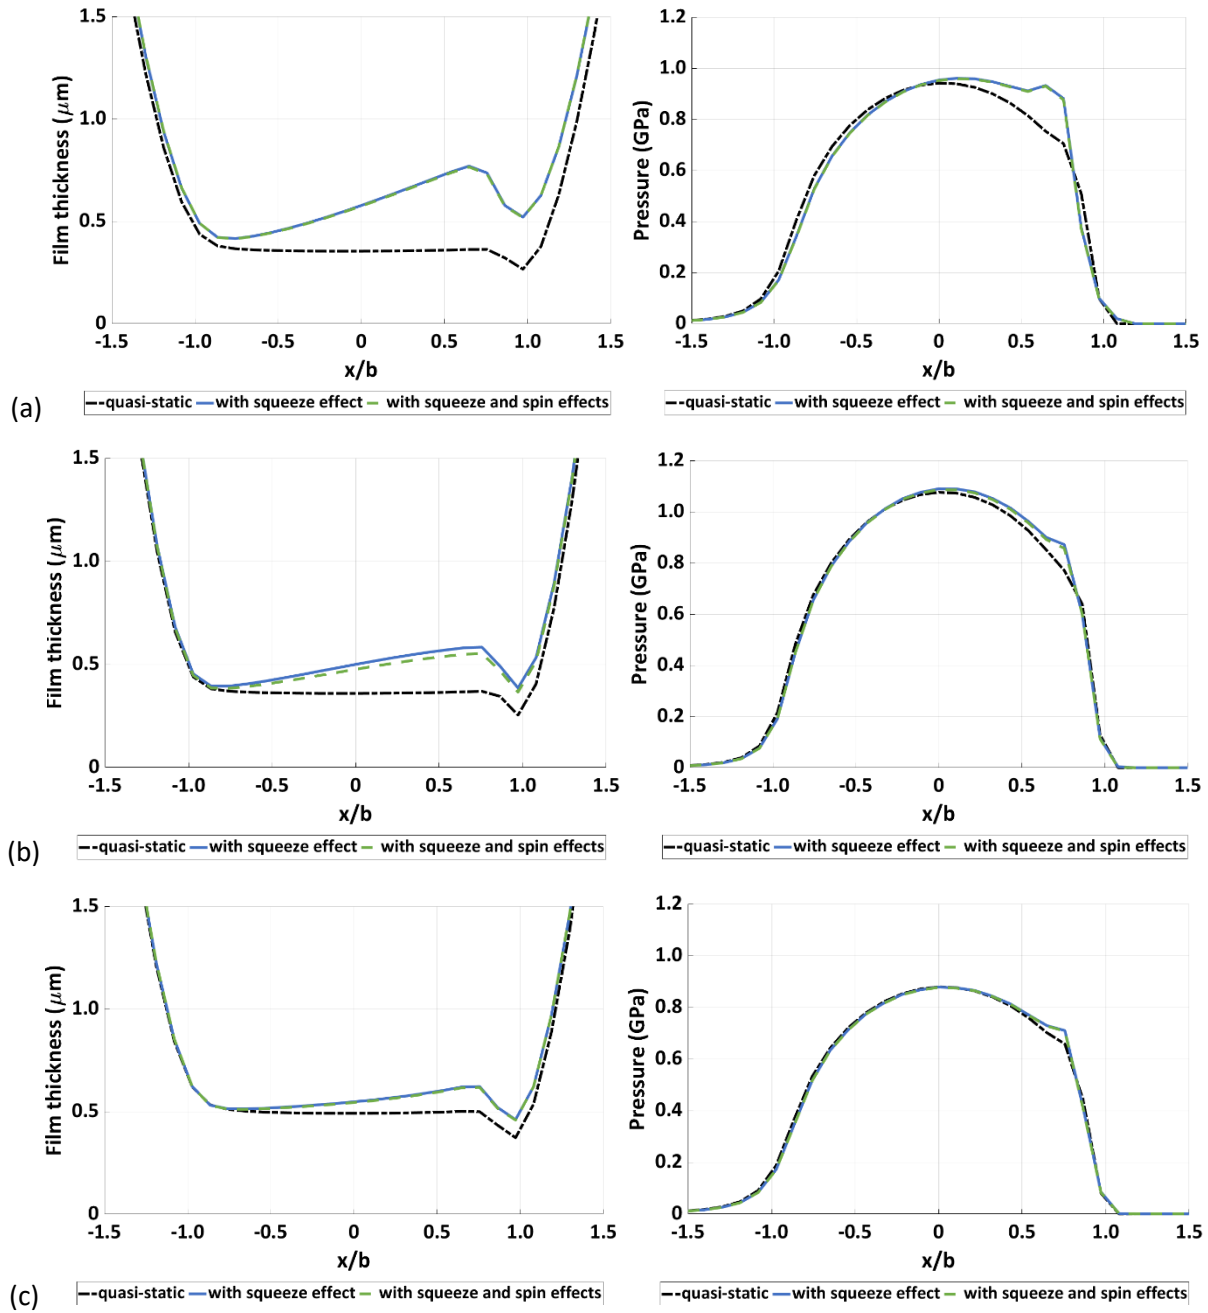 1.5
1.0
0.5
0
Film thickness (μm)
-1.5 -1.0 -0.5 0 0.5 1.0 1.5
x/b
1.2
1.0
0.8
0.6
0.4
0.2
0
Pressure (GPa)
-1.5 -1.0 -0.5 0 0.5 1.0 1.5
x/b
(a)
quasi-static with squeeze effect with squeeze and spin effects
quasi-static with squeeze effect with squeeze and spin effects
1.5
1.0
0.5
0
Film thickness (μm)
-1.5 -1.0 -0.5 0 0.5 1.0 1.5
x/b
1.2
1.0
0.8
0.6
0.4
0.2
0
Pressure (GPa)
-1.5 -1.0 -0.5 0 0.5 1.0 1.5
x/b
(b)
quasi-static with squeeze effect with squeeze and spin effects
quasi-static with squeeze effect with squeeze and spin effects
1.5
1.0
0.5
0
Film thickness (μm)
-1.5 -1.0 -0.5 0 0.5 1.0 1.5
x/b
1.2
1.0
0.8
0.6
0.4
0.2
0
Pressure (GPa)
-1.5 -1.0 -0.5 0 0.5 1.0 1.5
x/b
(c)
quasi-static with squeeze effect with squeeze and spin effects
quasi-static with squeeze effect with squeeze and spin effects